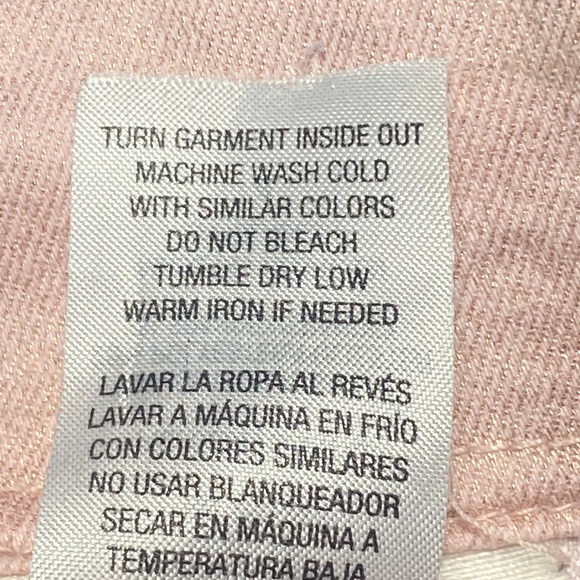 TURN GARMENT INSIDE OUT
MACHINE WASH COLD
WITH SIMILAR COLORS
DO NOT BLEACH
TUMBLE DRY LOW
WARM IRON IF NEEDED
LAVAR LA ROPA AL REVÉS
LAVAR A MÁQUINA EN FRÍO
CON COLORES SIMILARES
NO USAR BLANQUEADOR
SECAR EN MÁQUINA A
TEMPERATURA BAJA